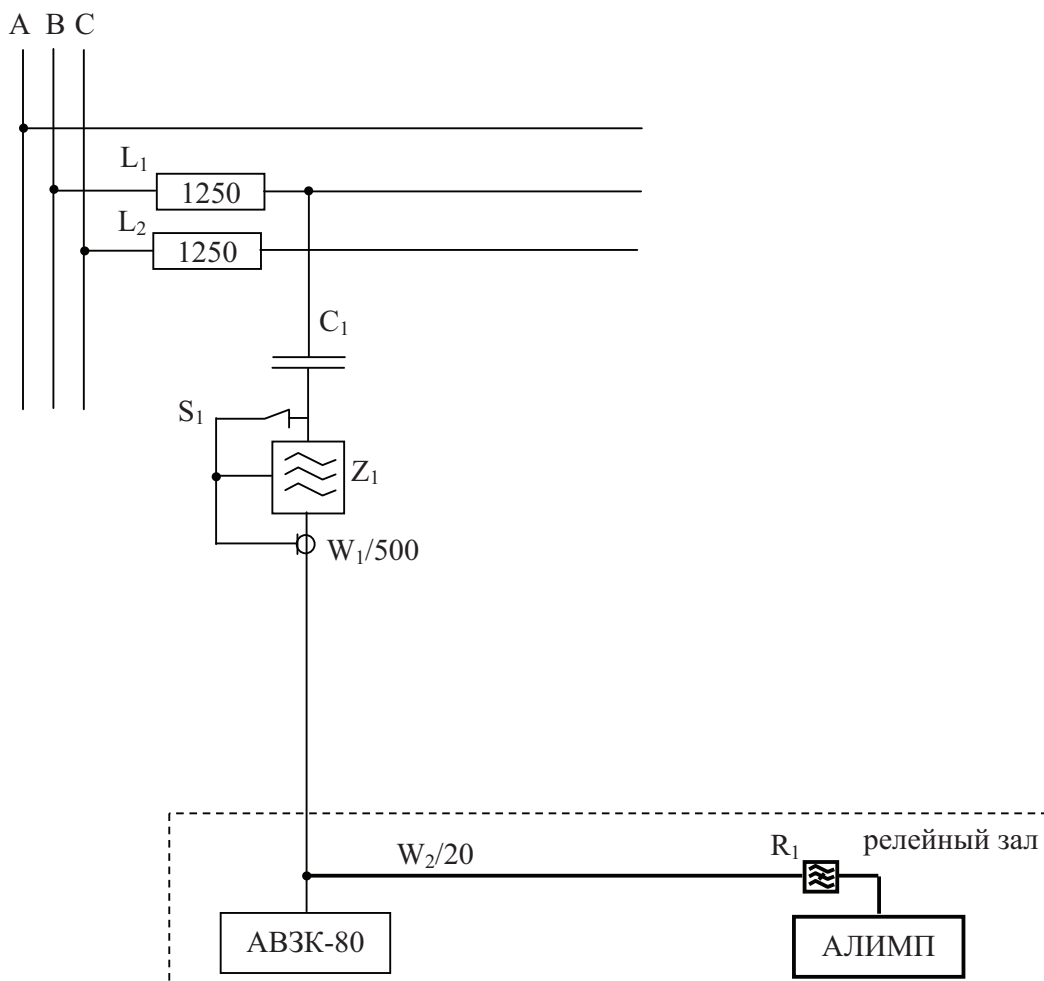 A B C
L₁
1250
L₂
1250
C₁
S₁
Z₁
W₁/500
W₂/20
R₁
релейный зал
АВЗК-80
АЛИМП